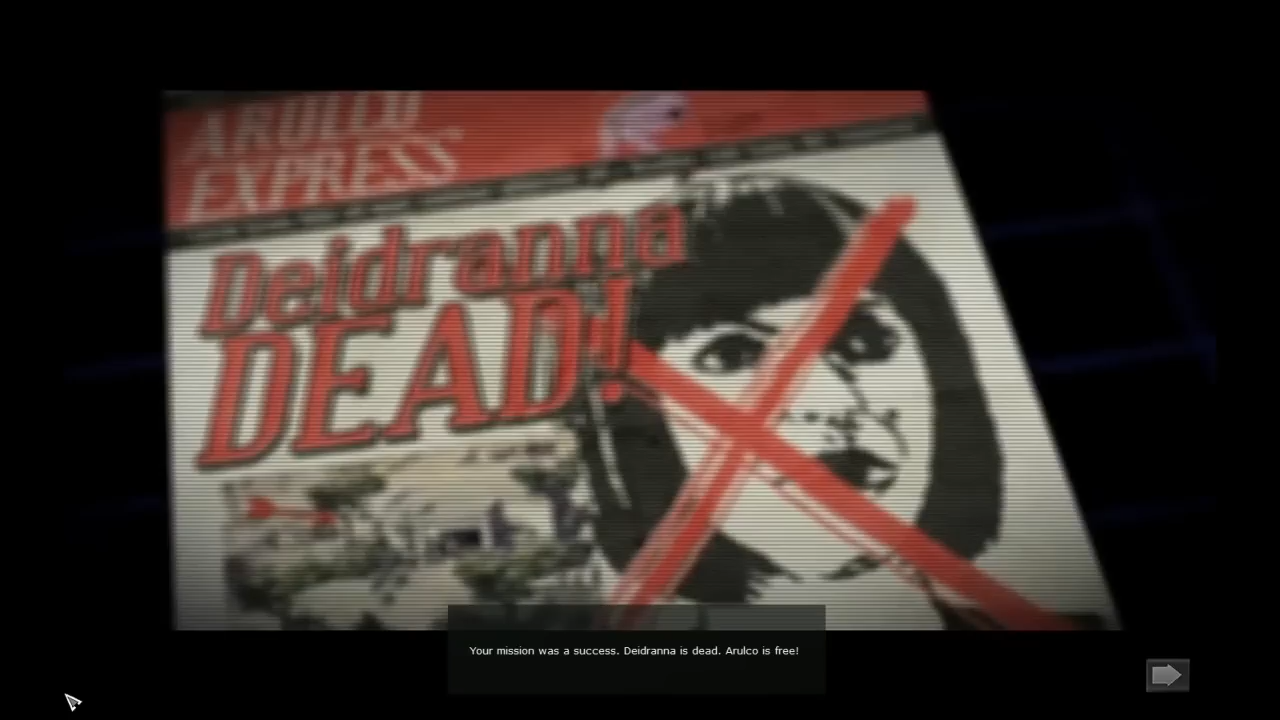 ARULCO
EXPRESS
Deidranna
DEAD!
Your mission was a success. Deidranna is dead. Arulco is free!